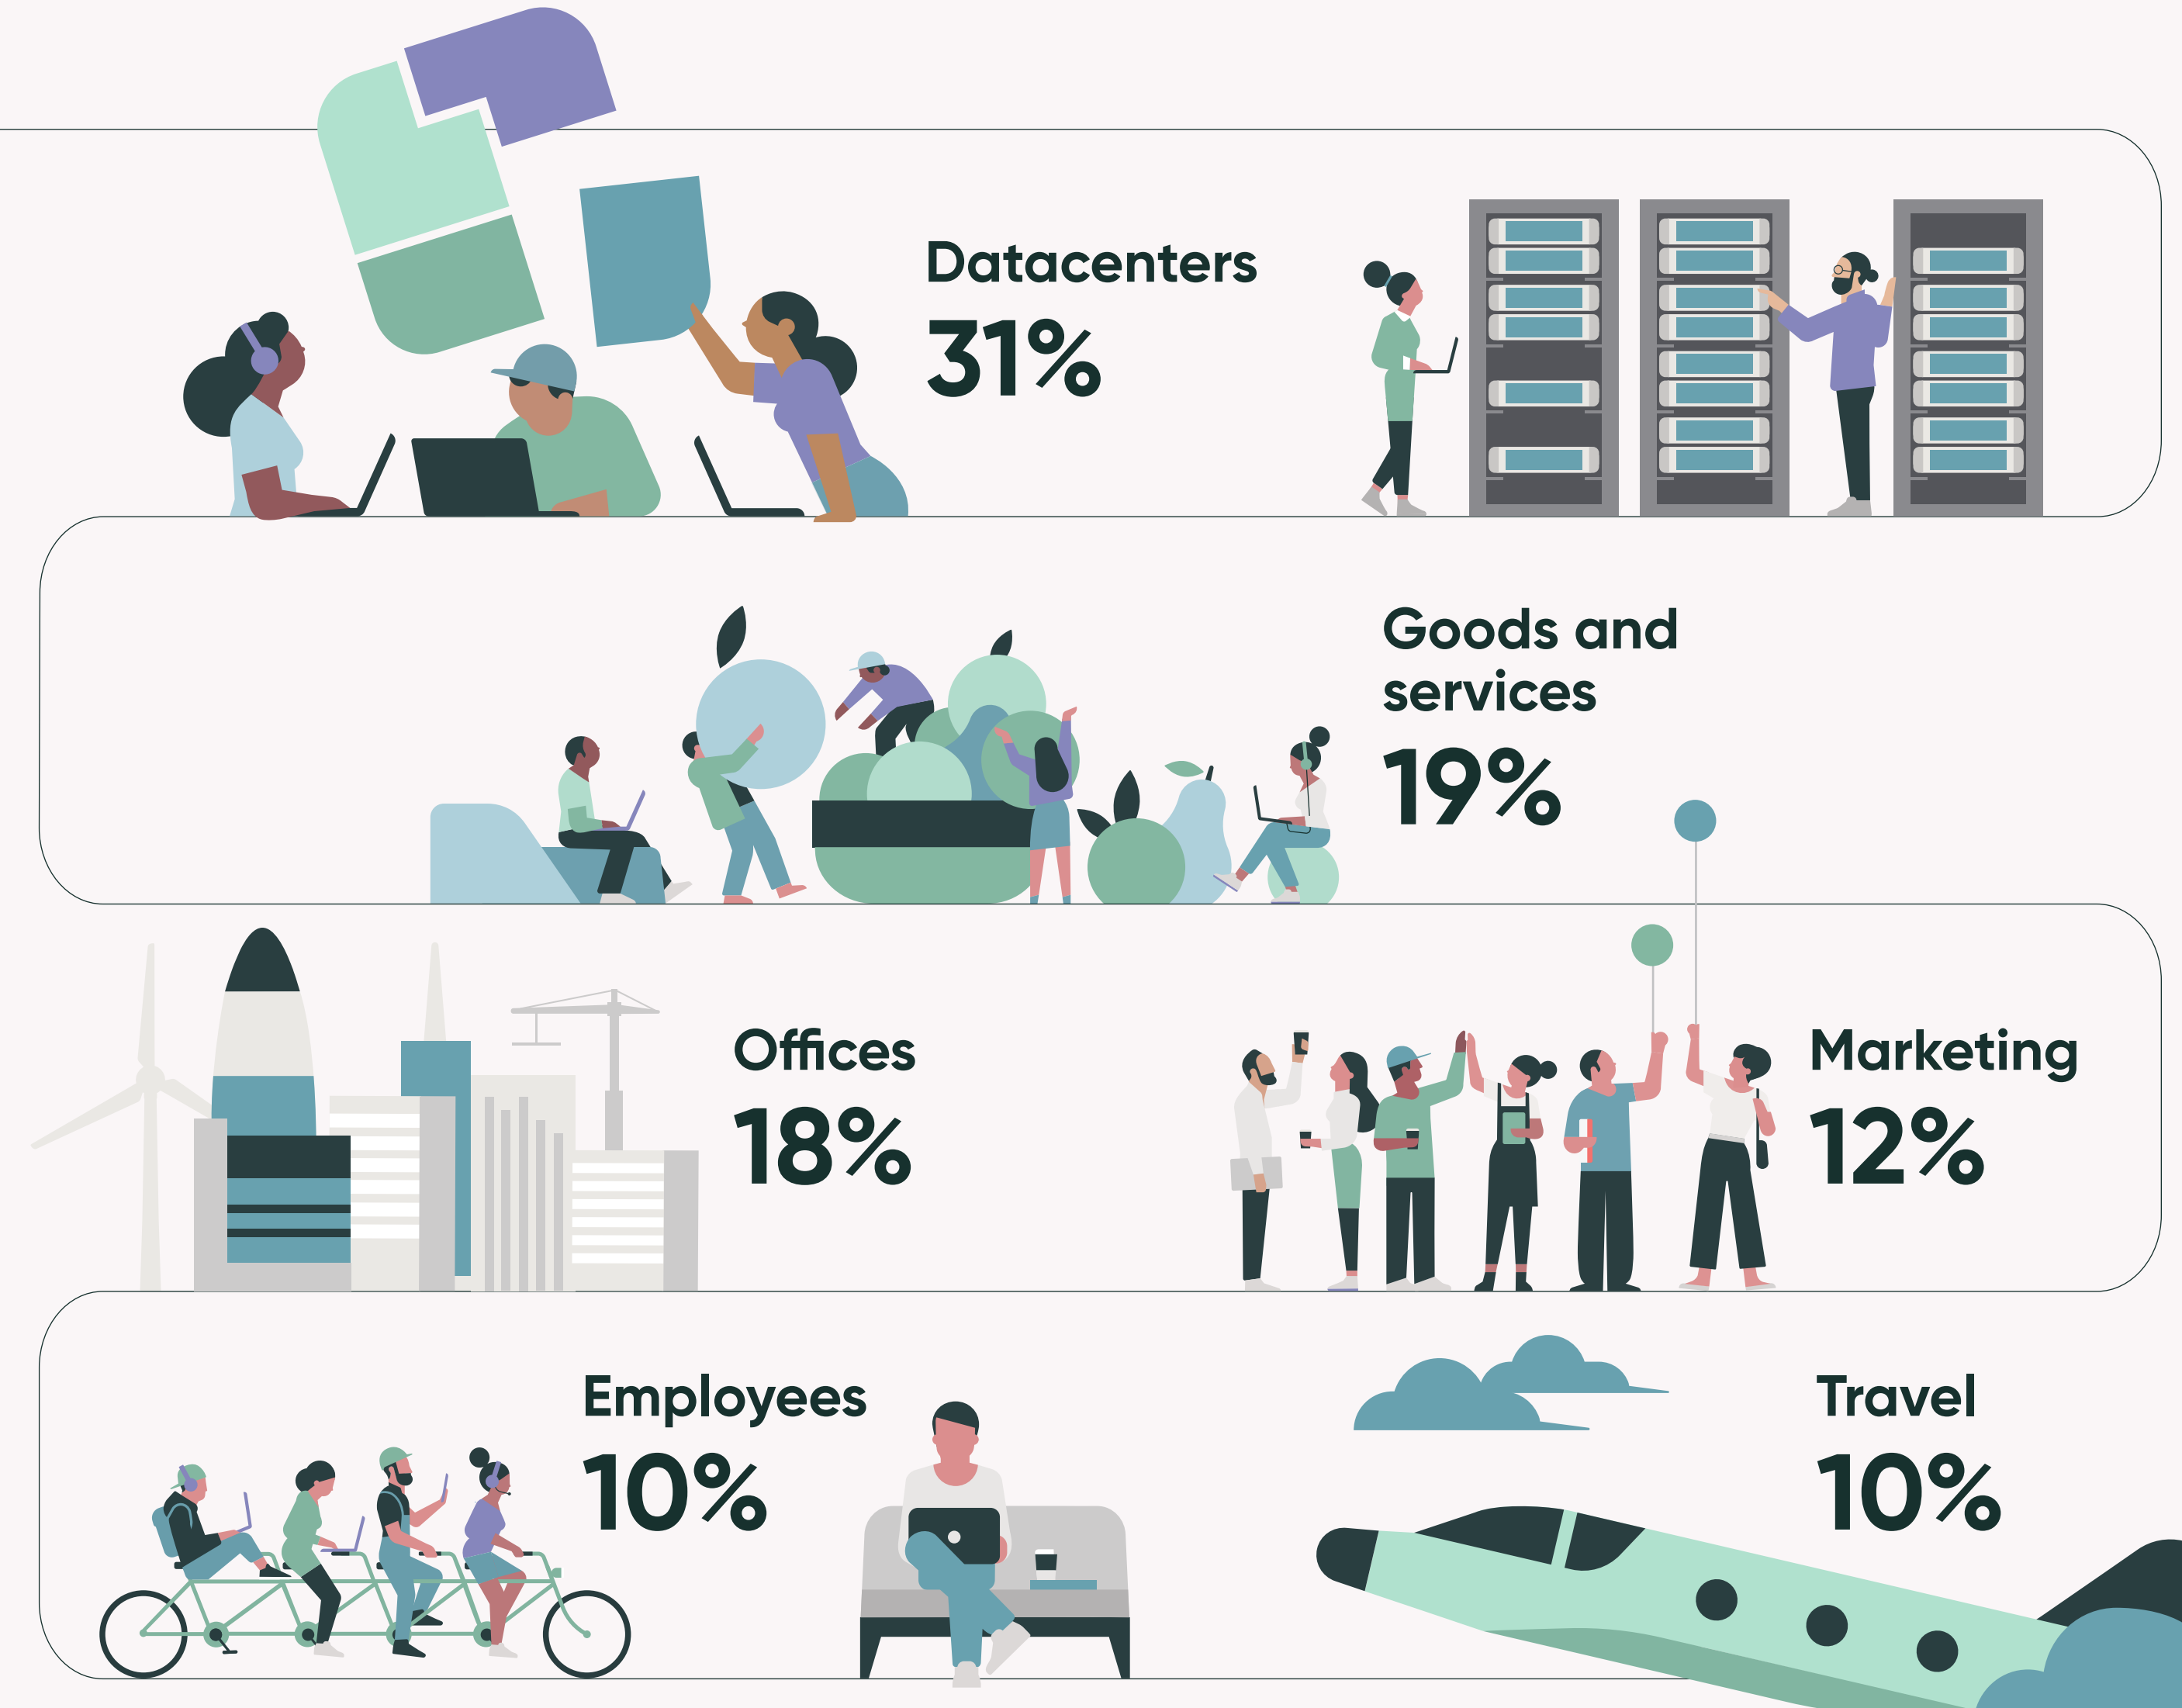 Datacenters
31%
Goods and
services
19%
Offices
18%
Marketing
12%
Employees
10%
Travel
10%